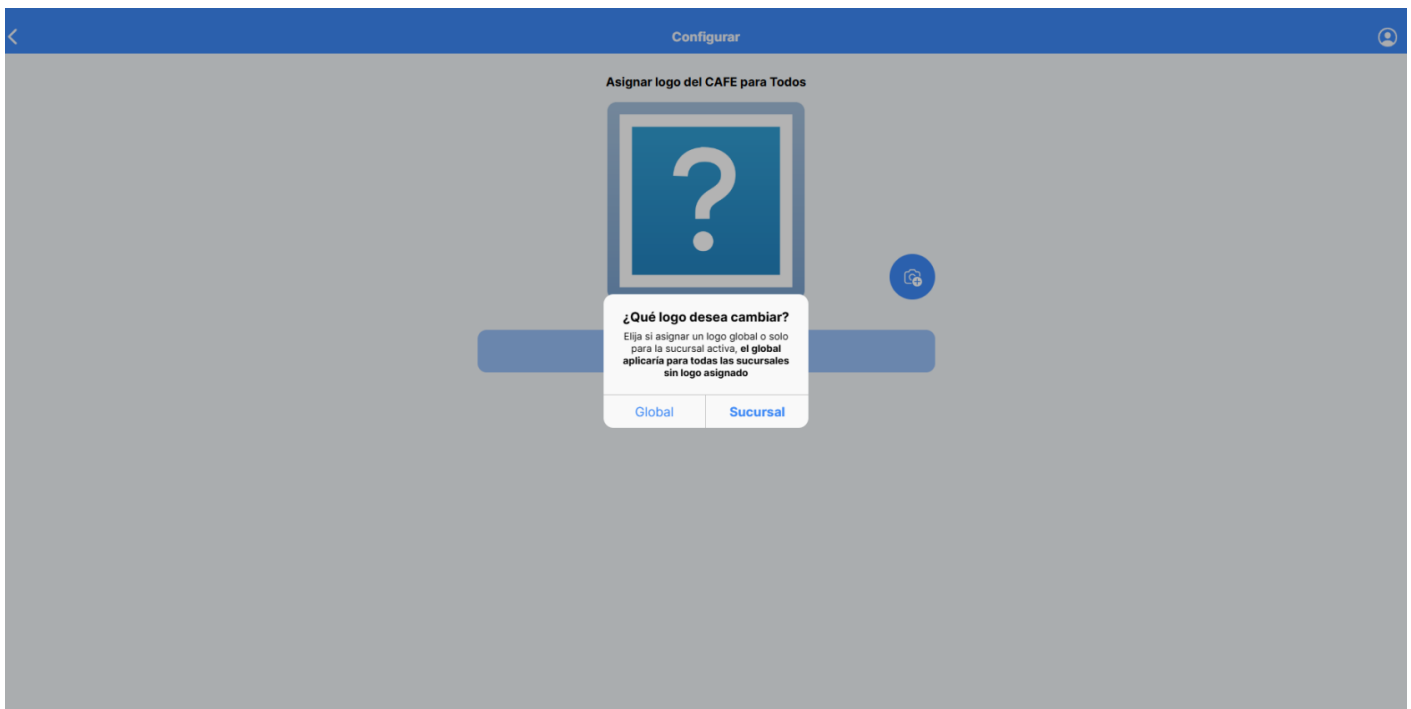 Configurar
Asignar logo del CAFE para Todos
?
¿Qué logo desea cambiar?
Elija si asignar un logo global o solo
para la sucursal activa, el global
aplicaría para todas las sucursales
sin logo asignado
Global
Sucursal